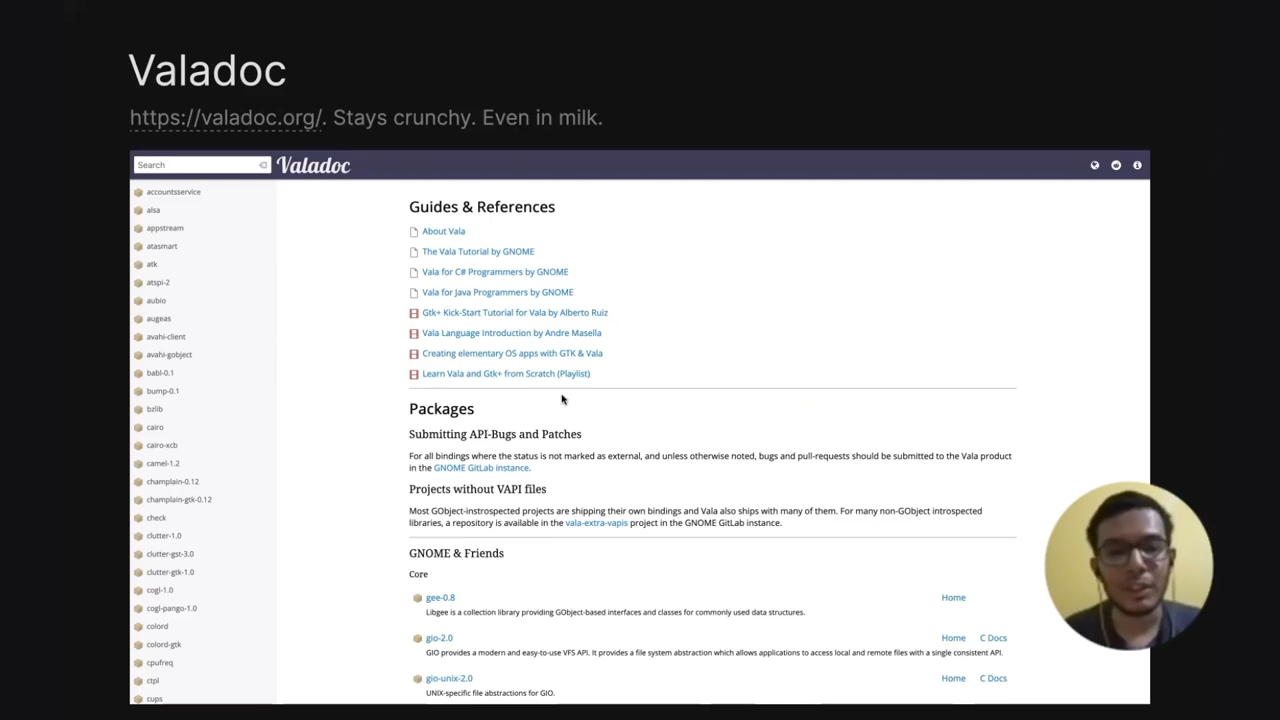 Valadoc
https://valadoc.org/. Stays crunchy. Even in milk.
Search
Valadoc
accountsservice
alsa
appstream
atasmart
atk
atspi-2
aubio
augeas
avahi-client
avahi-gobject
babl-0.1
bump-0.1
bzlib
cairo
cairo-xcb
camel-1.2
champlain-0.12
champlain-gtk-0.12
check
clutter-1.0
clutter-gst-3.0
clutter-gtk-1.0
cogl-1.0
cogl-pango-1.0
colord
colord-gtk
cpufreq
ctpl
cups
Guides & References
About Vala
The Vala Tutorial by GNOME
Vala for C# Programmers by GNOME
Vala for Java Programmers by GNOME
Gtk+ Kick-Start Tutorial for Vala by Alberto Ruiz
Vala Language Introduction by Andre Masella
Creating elementary OS apps with GTK & Vala
Learn Vala and Gtk+ from Scratch (Playlist)
Packages
Submitting API-Bugs and Patches
For all bindings where the status is not marked as external, and unless otherwise noted, bugs and pull-requests should be submitted to the Vala product
in the GNOME GitLab instance.
Projects without VAPI files
Most GObject-instrospected projects are shipping their own bindings and Vala also ships with many of them. For many non-GObject introspected
libraries, a repository is available in the vala-extra-vapis project in the GNOME GitLab instance.
GNOME & Friends
Core
gee-0.8 Home
Libgee is a collection library providing GObject-based interfaces and classes for commonly used data structures.
gio-2.0 Home C Docs
GIO provides a modern and easy-to-use VFS API. It provides a file system abstraction which allows applications to access local and remote files with a single consistent API.
gio-unix-2.0 Home C Docs
UNIX-specific file abstractions for GIO.